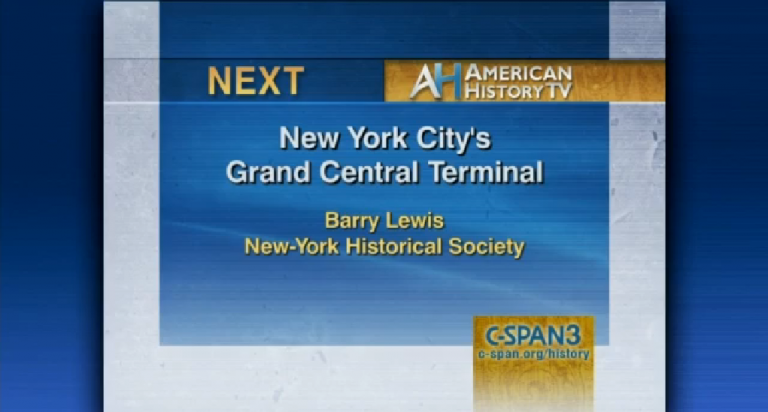 NEXT
AH AMERICAN
HISTORY TV
New York City's
Grand Central Terminal
Barry Lewis
New-York Historical Society
C-SPAN3
c-span.org/history